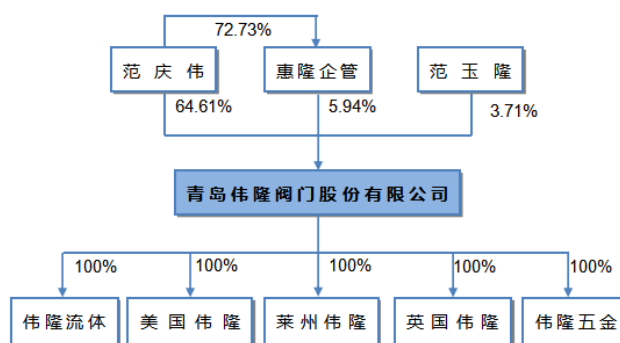 72.73%
范庆伟
惠隆企管
范玉隆
64.61%
5.94%
3.71%
青岛伟隆阀门股份有限公司
100%
100%
100%
100%
100%
伟隆流体
美国伟隆
莱州伟隆
英国伟隆
伟隆五金